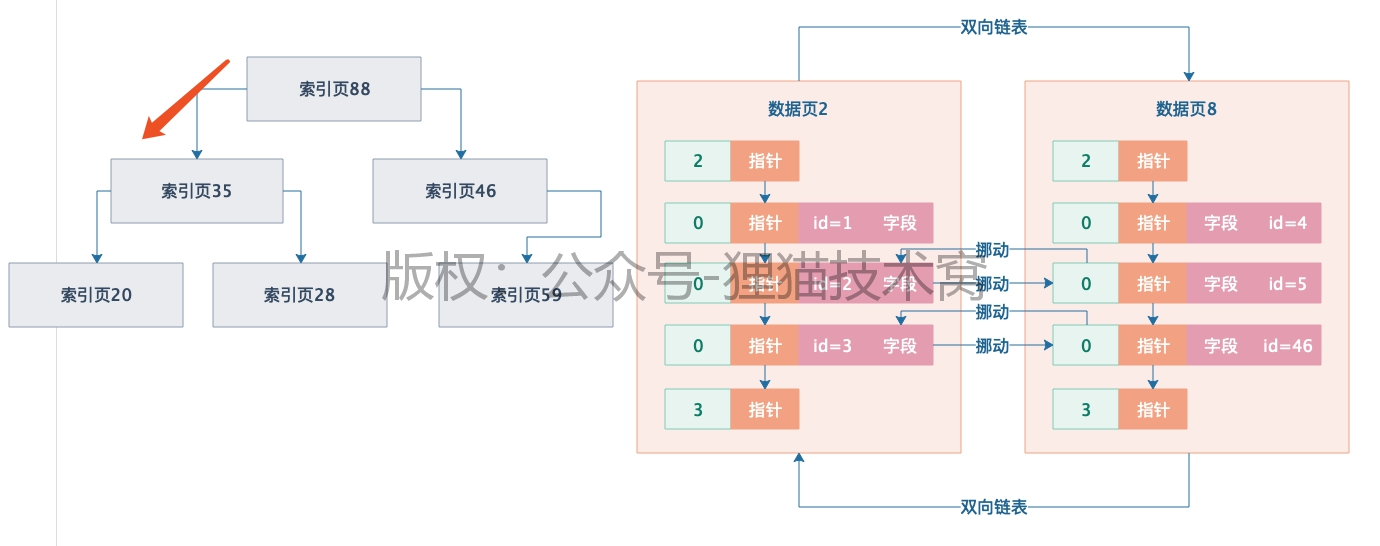 索引页88
索引页35
索引页46
索引页20
索引页28
索引页59
双向链表
数据页2
2 指针
0 指针 id=1 字段
0 指针 id=2 字段
0 指针 id=3 字段
3 指针
挪动
挪动
挪动
挪动
数据页8
2 指针
0 指针 字段 id=4
0 指针 字段 id=5
0 指针 字段 id=46
3 指针
双向链表
版权：公众号-狸猫技术窝